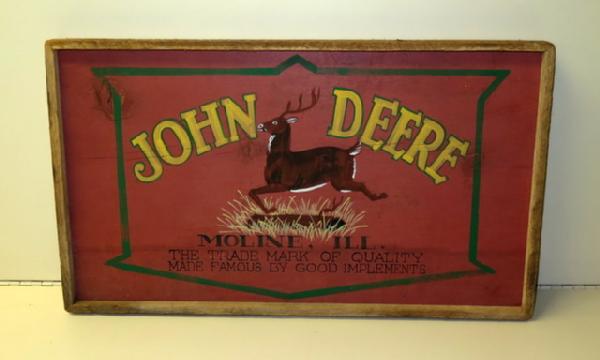 JOHN DEERE
MOLINE, ILL.
THE TRADE MARK OF QUALITY
MADE FAMOUS BY GOOD IMPLEMENTS